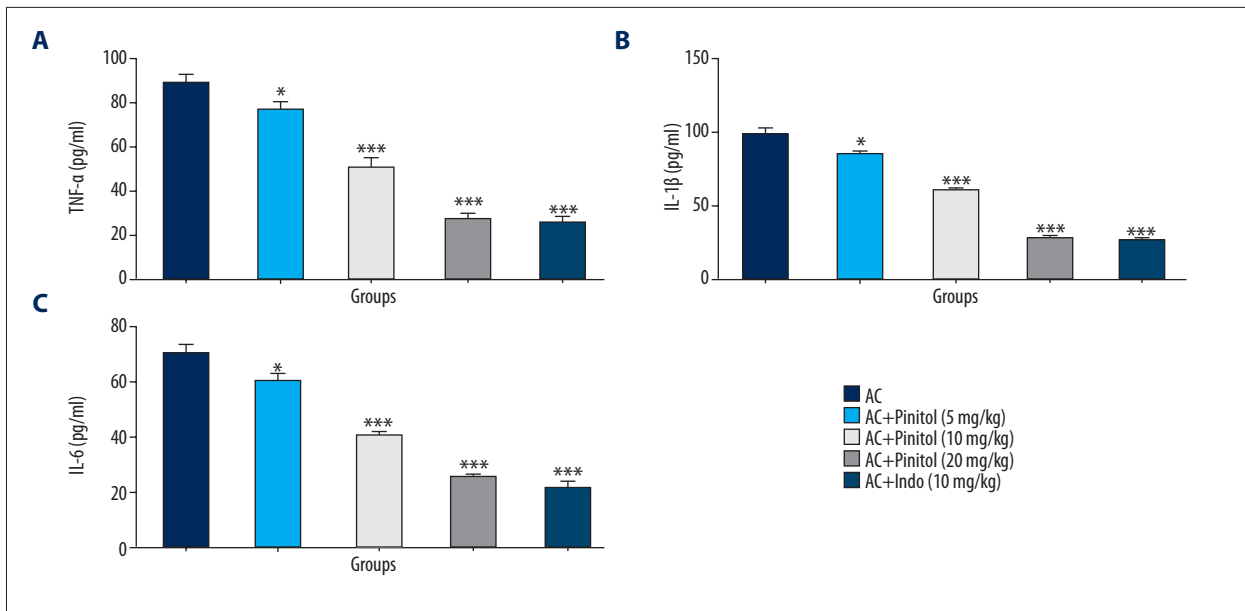 A
TNF-α (pg/ml)
100
80
60
40
20
0
*
***
***
***
Groups
B
IL-1β (pg/ml)
150
100
50
0
*
***
***
***
Groups
C
IL-6 (pg/ml)
80
60
40
20
0
*
***
***
***
Groups
AC
AC+Pinitol (5 mg/kg)
AC+Pinitol (10 mg/kg)
AC+Pinitol (20 mg/kg)
AC+Indo (10 mg/kg)